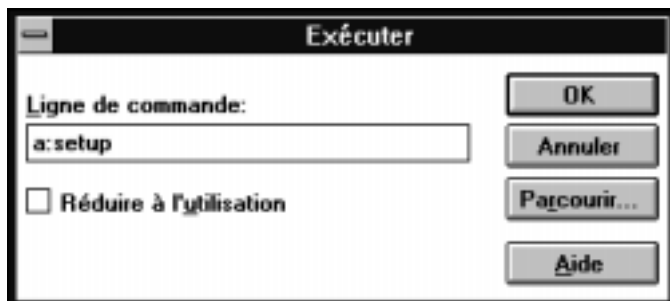 Exécuter
Ligne de commande:
a:setup
Réduire à l'utilisation
OK
Annuler
Parcourir...
Aide